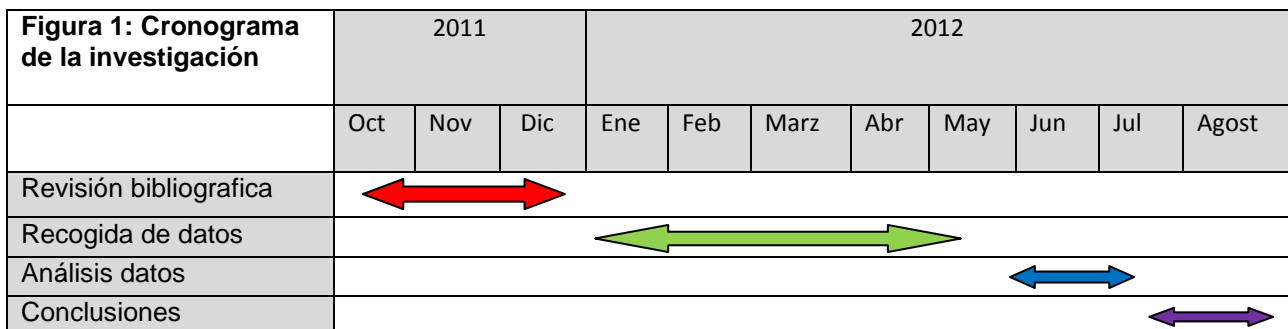 Figura 1: Cronograma
de la investigación
2011
2012
Oct Nov Dic Ene Feb Marz Abr May Jun Jul Agost
Revisión bibliografica
Recogida de datos
Análisis datos
Conclusiones